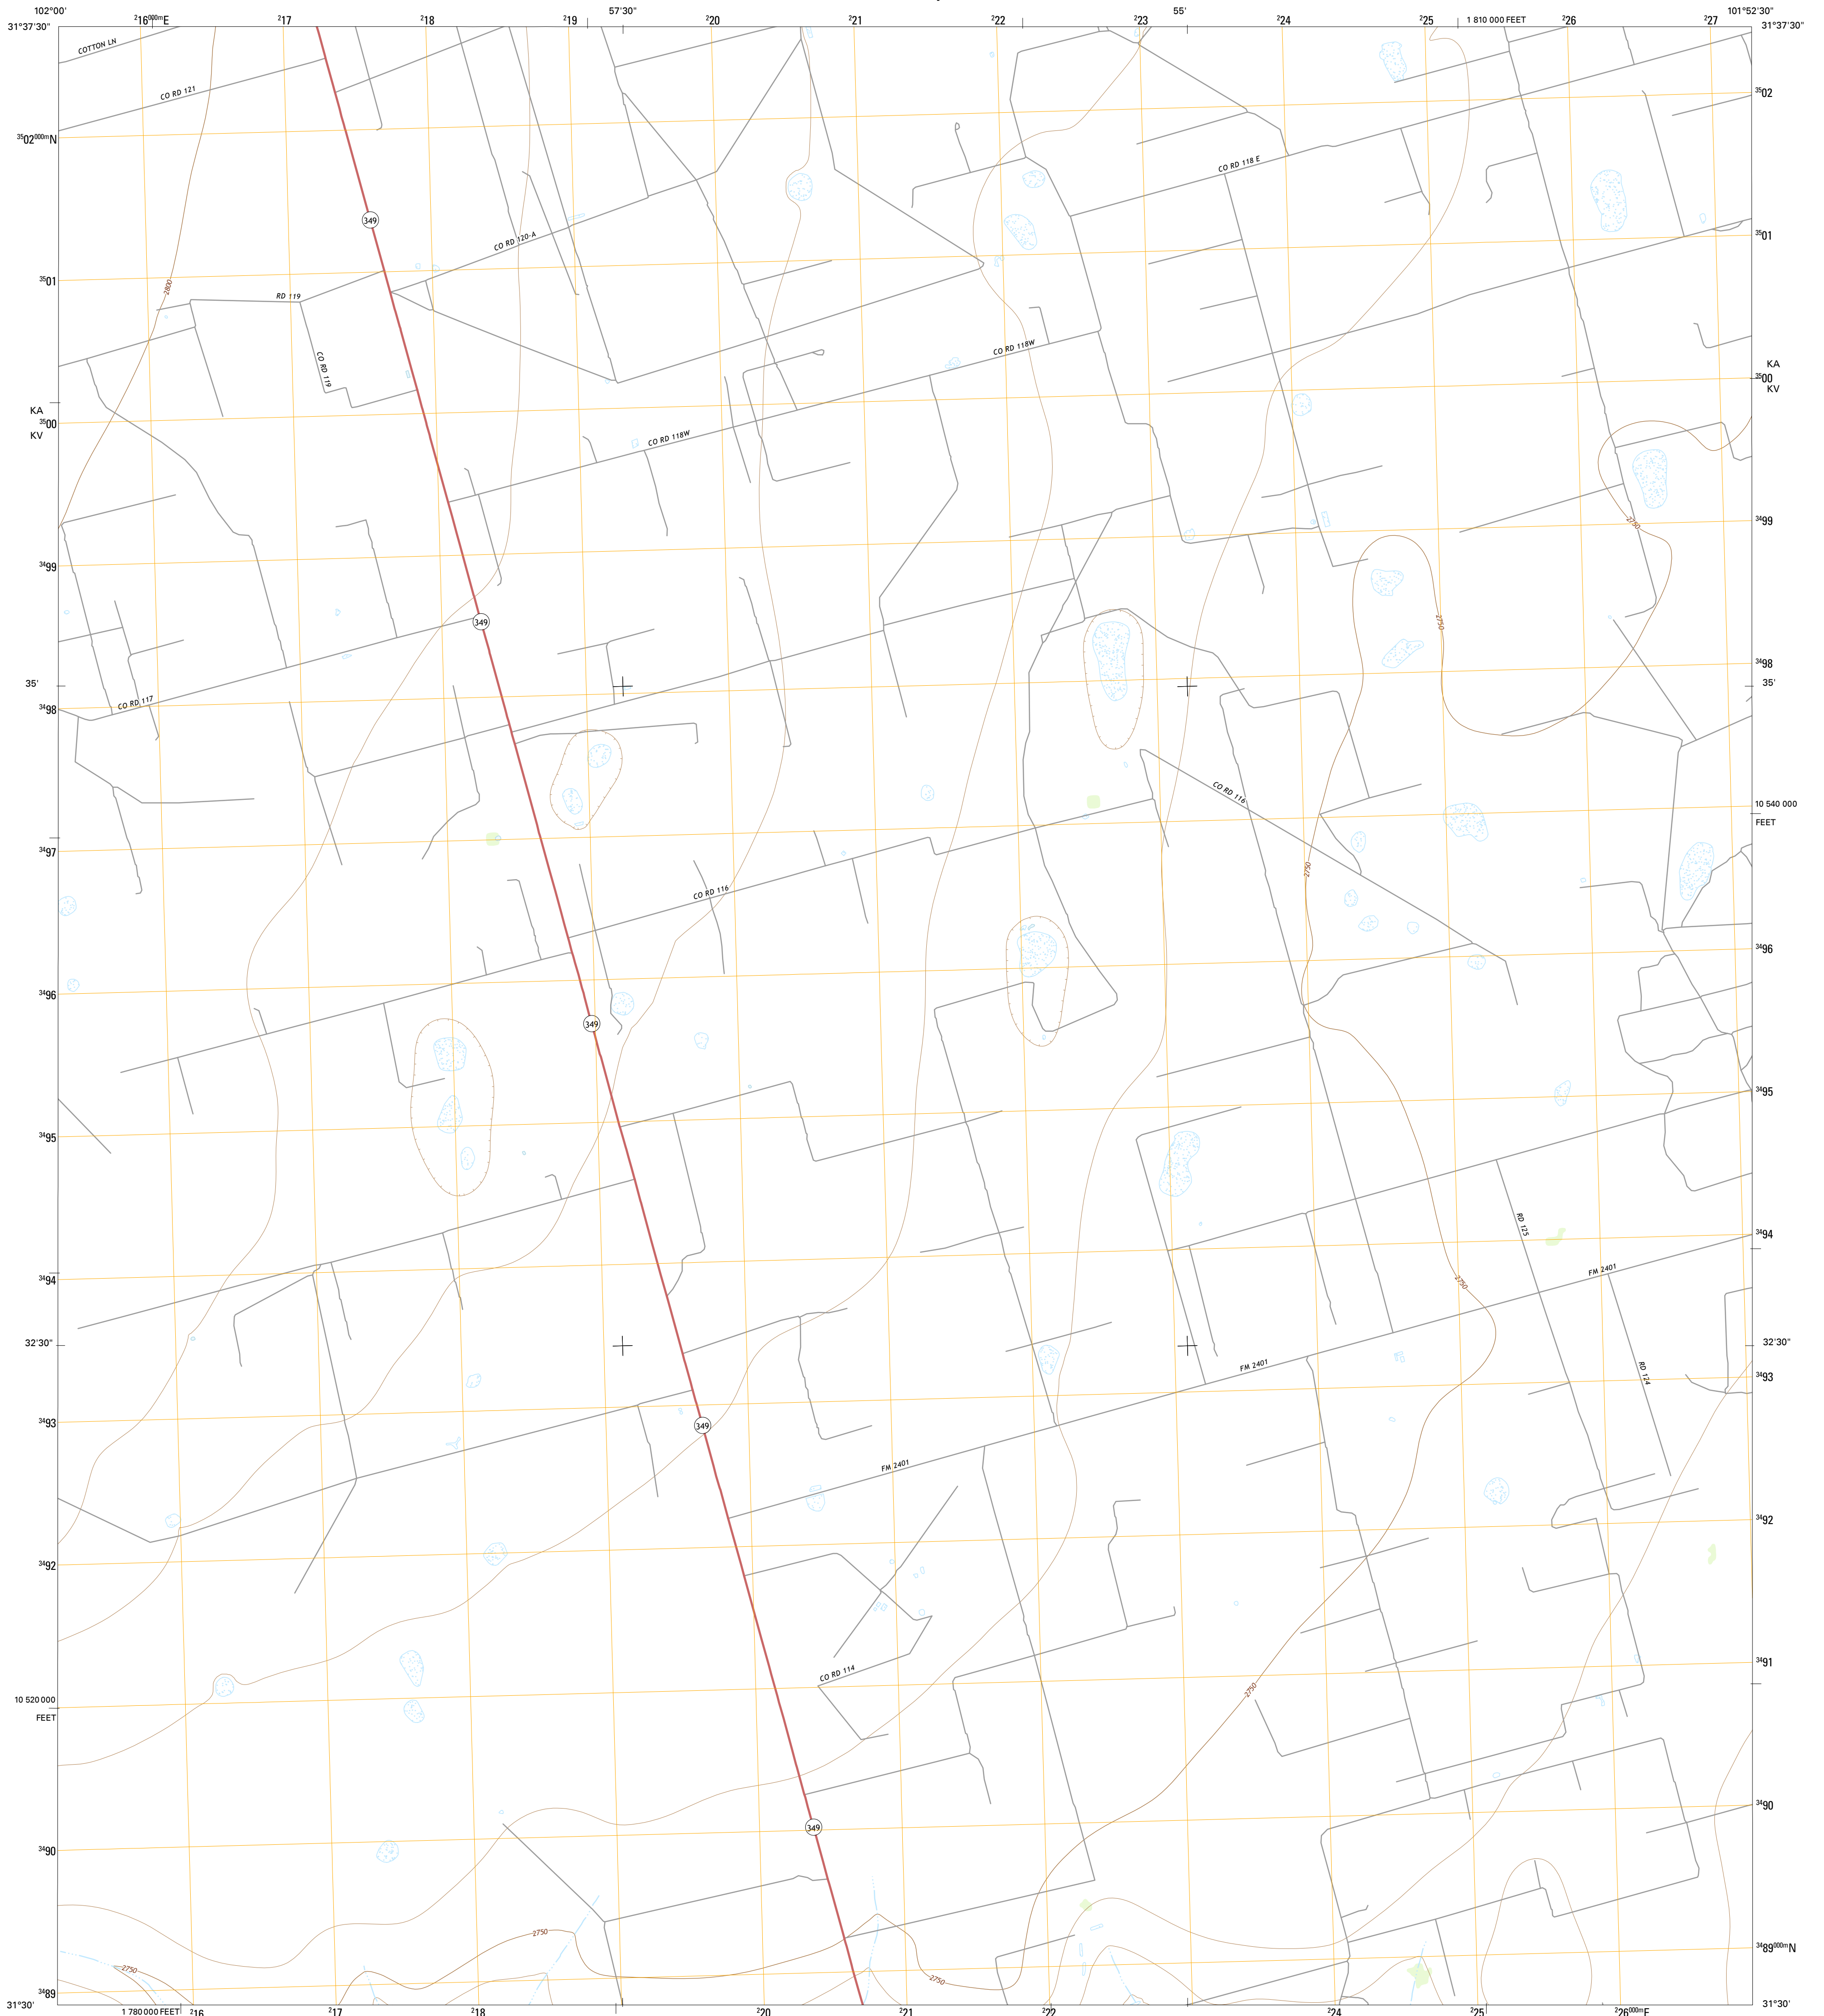 102°00' ²16⁰⁰⁰ᵐE ²17 ²18 ²19 57'30" ²20 ²21 ²22 ²23 55' ²24 ²25 1 810 000 FEET ²26 ²27 101°52'30"
31°37'30" 31°37'30"
COTTON LN
CO RD 121
³⁵02
³⁵02⁰⁰⁰ᵐN
CO RD 118 E
349
³⁵01
CO RD 120-A
³⁵01
2800
RD 119
CO RD 118W
CO RD 119
KA
³⁵00
KV
KA
³⁵00
KV
CO RD 118W
³⁴99
2750
³⁴99
349
2750
³⁴98
35' 35'
CO RD 117
³⁴98
CO RD 116
10 540 000
FEET
³⁴97
2750
CO RD 116
³⁴96
³⁴96
349
³⁴95
³⁴95
RD 125
³⁴94
FM 2401
³⁴94
2750
32'30" 32'30"
FM 2401
RD 124
³⁴93
³⁴93
349
FM 2401
³⁴92
³⁴92
³⁴91
CO RD 114
2750
10 520 000
FEET
³⁴90
349
³⁴90
2750
³⁴89⁰⁰⁰ᵐN
2750
2750
³⁴89
31°30' 31°30'
1 780 000 FEET ²16 ²17 ²18 ²20 ²21 ²22 ²24 ²25 ²26⁰⁰⁰ᵐE